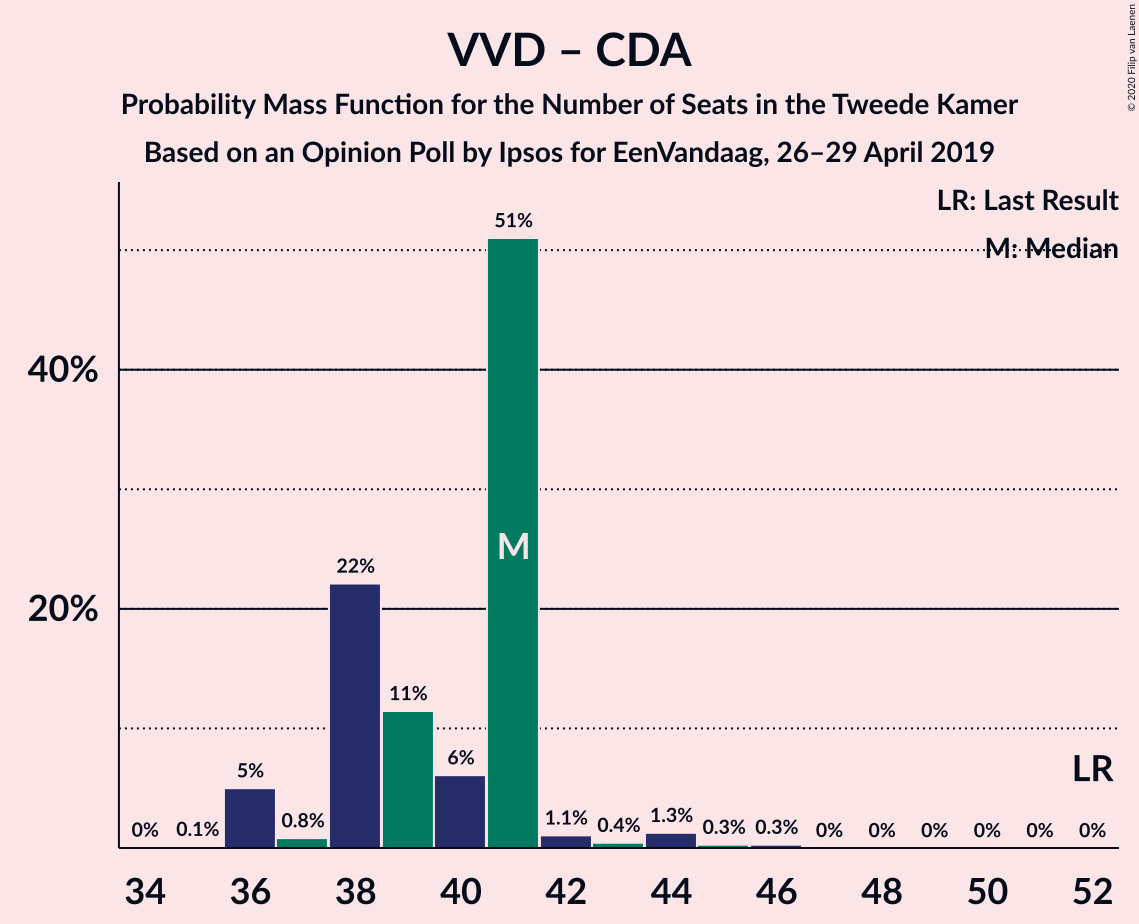 VVD – CDA
Probability Mass Function for the Number of Seats in the Tweede Kamer
Based on an Opinion Poll by Ipsos for EenVandaag, 26–29 April 2019
© 2020 Filip van Laenen
LR: Last Result
M: Median
40%
20%
0%
0.1%
5%
0.8%
22%
11%
6%
51%
M
1.1%
0.4%
1.3%
0.3%
0.3%
0%
0%
0%
0%
0%
0%
LR
34 36 38 40 42 44 46 48 50 52